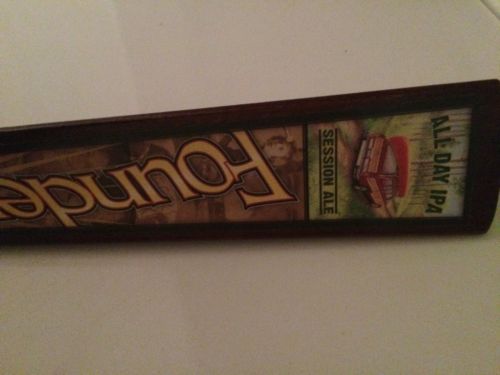 ALL DAY IPA
SESSION ALE
Founde